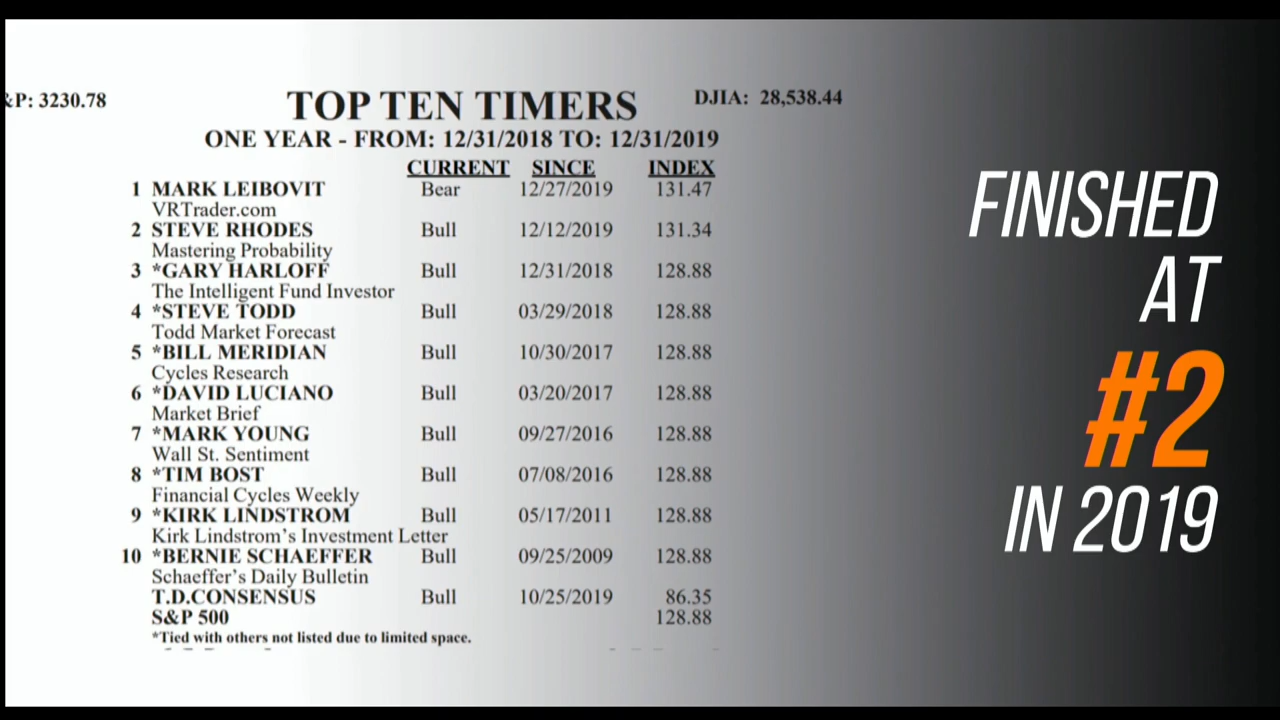 &P: 3230.78
TOP TEN TIMERS
DJIA: 28,538.44
ONE YEAR - FROM: 12/31/2018 TO: 12/31/2019
CURRENT SINCE INDEX
1 MARK LEIBOVIT Bear 12/27/2019 131.47
VRTrader.com
2 STEVE RHODES Bull 12/12/2019 131.34
Mastering Probability
3 *GARY HARLOFF Bull 12/31/2018 128.88
The Intelligent Fund Investor
4 *STEVE TODD Bull 03/29/2018 128.88
Todd Market Forecast
5 *BILL MERIDIAN Bull 10/30/2017 128.88
Cycles Research
6 *DAVID LUCIANO Bull 03/20/2017 128.88
Market Brief
7 *MARK YOUNG Bull 09/27/2016 128.88
Wall St. Sentiment
8 *TIM BOST Bull 07/08/2016 128.88
Financial Cycles Weekly
9 *KIRK LINDSTROM Bull 05/17/2011 128.88
Kirk Lindstrom's Investment Letter
10 *BERNIE SCHAEFFER Bull 09/25/2009 128.88
Schaeffer's Daily Bulletin
T.D.CONSENSUS Bull 10/25/2019 86.35
S&P 500 128.88
*Tied with others not listed due to limited space.
FINISHED
AT
#2
IN 2019